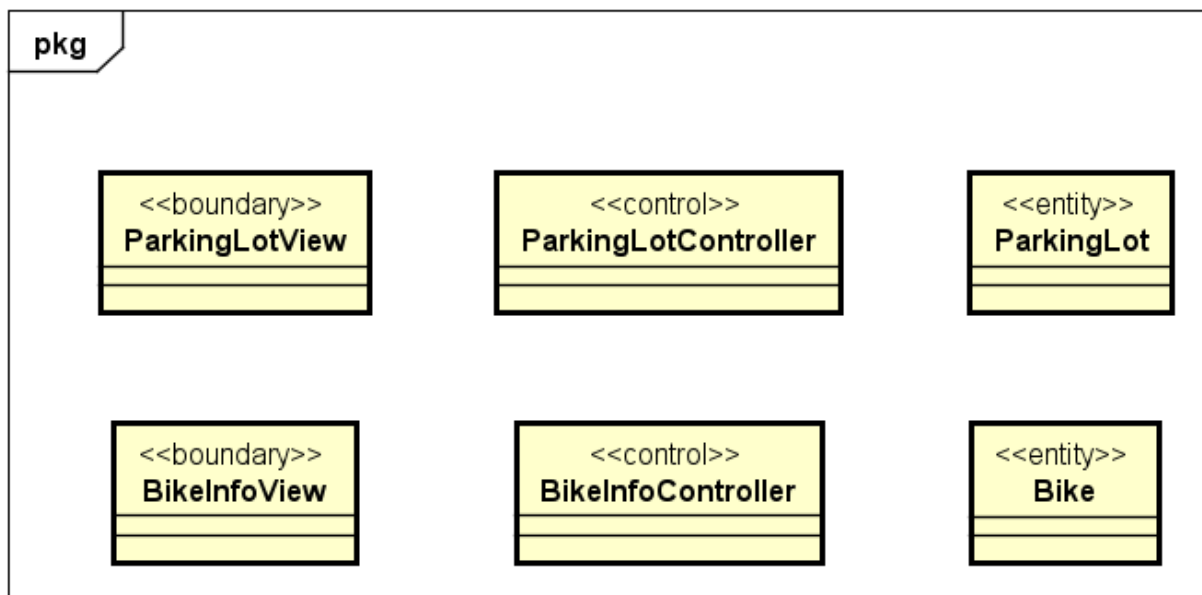 pkg
<<boundary>>
ParkingLotView
<<control>>
ParkingLotController
<<entity>>
ParkingLot
<<boundary>>
BikeInfoView
<<control>>
BikeInfoController
<<entity>>
Bike